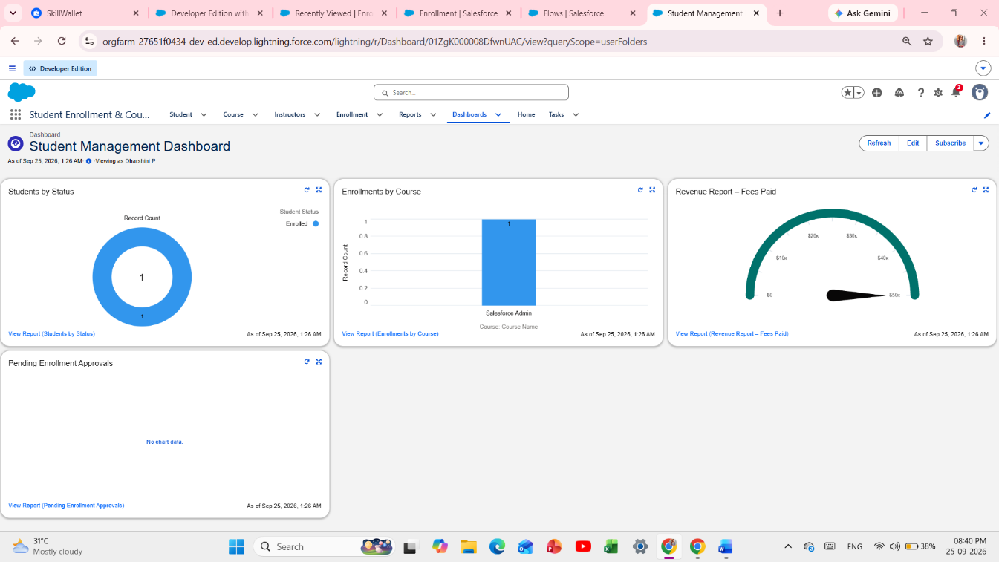 SkillWallet
Developer Edition with
Recently Viewed | Enro
Enrollment | Salesforce
Flows | Salesforce
Student Management
Ask Gemini
orgfarm-27651f0434-dev-ed.develop.lightning.force.com/lightning/r/Dashboard/01ZgK000008DfwnUAC/view?queryScope=userFolders
Developer Edition
Search...
2
Student Enrollment & Cou...
Student
Course
Instructors
Enrollment
Reports
Dashboards
Home
Tasks
Dashboard
Student Management Dashboard
As of Sep 25, 2026, 1:26 AM·Viewing as Dharshini P
Refresh
Edit
Subscribe
Students by Status
Record Count
Student Status
Enrolled
1
1
View Report (Students by Status)
As of Sep 25, 2026, 1:26 AM
Enrollments by Course
Record Count
1
0.8
0.6
0.4
0.2
0
1
Salesforce Admin
Course: Course Name
View Report (Enrollments by Course)
As of Sep 25, 2026, 1:26 AM
Revenue Report – Fees Paid
$0
$10K
$20K
$30K
$40K
$50K
View Report (Revenue Report – Fees Paid)
As of Sep 25, 2026, 1:26 AM
Pending Enrollment Approvals
No chart data.
View Report (Pending Enrollment Approvals)
As of Sep 25, 2026, 1:26 AM
31°C
Mostly cloudy
Search
ENG
38%
08:40 PM
25-09-2026